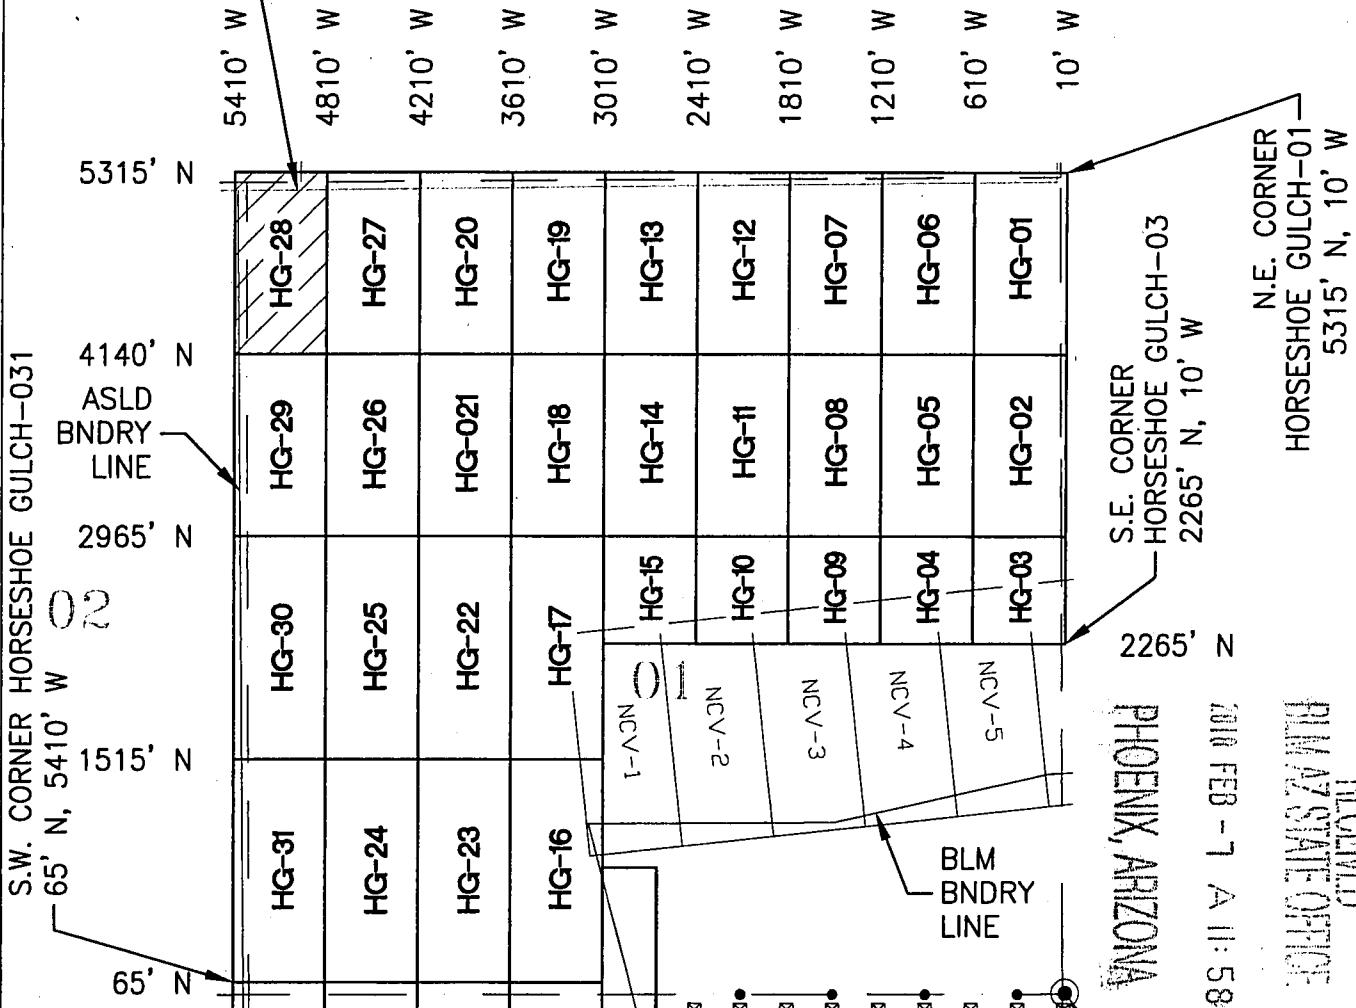 5410' W
4810' W
4210' W
3610' W
3010' W
2410' W
1810' W
1210' W
610' W
10' W
5315' N
4140' N
2965' N
1515' N
65' N
2265' N
HG-28
HG-27
HG-20
HG-19
HG-13
HG-12
HG-07
HG-06
HG-01
HG-29
HG-26
HG-021
HG-18
HG-14
HG-11
HG-08
HG-05
HG-02
HG-30
HG-25
HG-22
HG-17
HG-15
HG-10
HG-09
HG-04
HG-03
HG-31
HG-24
HG-23
HG-16
NCV-1
NCV-2
NCV-3
NCV-4
NCV-5
01
02
ASLD
BNDRY
LINE
BLM
BNDRY
LINE
S.W. CORNER HORSESHOE GULCH-031
65' N, 5410' W
S.E. CORNER
HORSESHOE GULCH-03
2265' N, 10' W
N.E. CORNER
HORSESHOE GULCH-01
5315' N, 10' W
RECEIVED
BLM AZ STATE OFFICE
2010 FEB -7 A 11:58
PHOENIX, ARIZONA